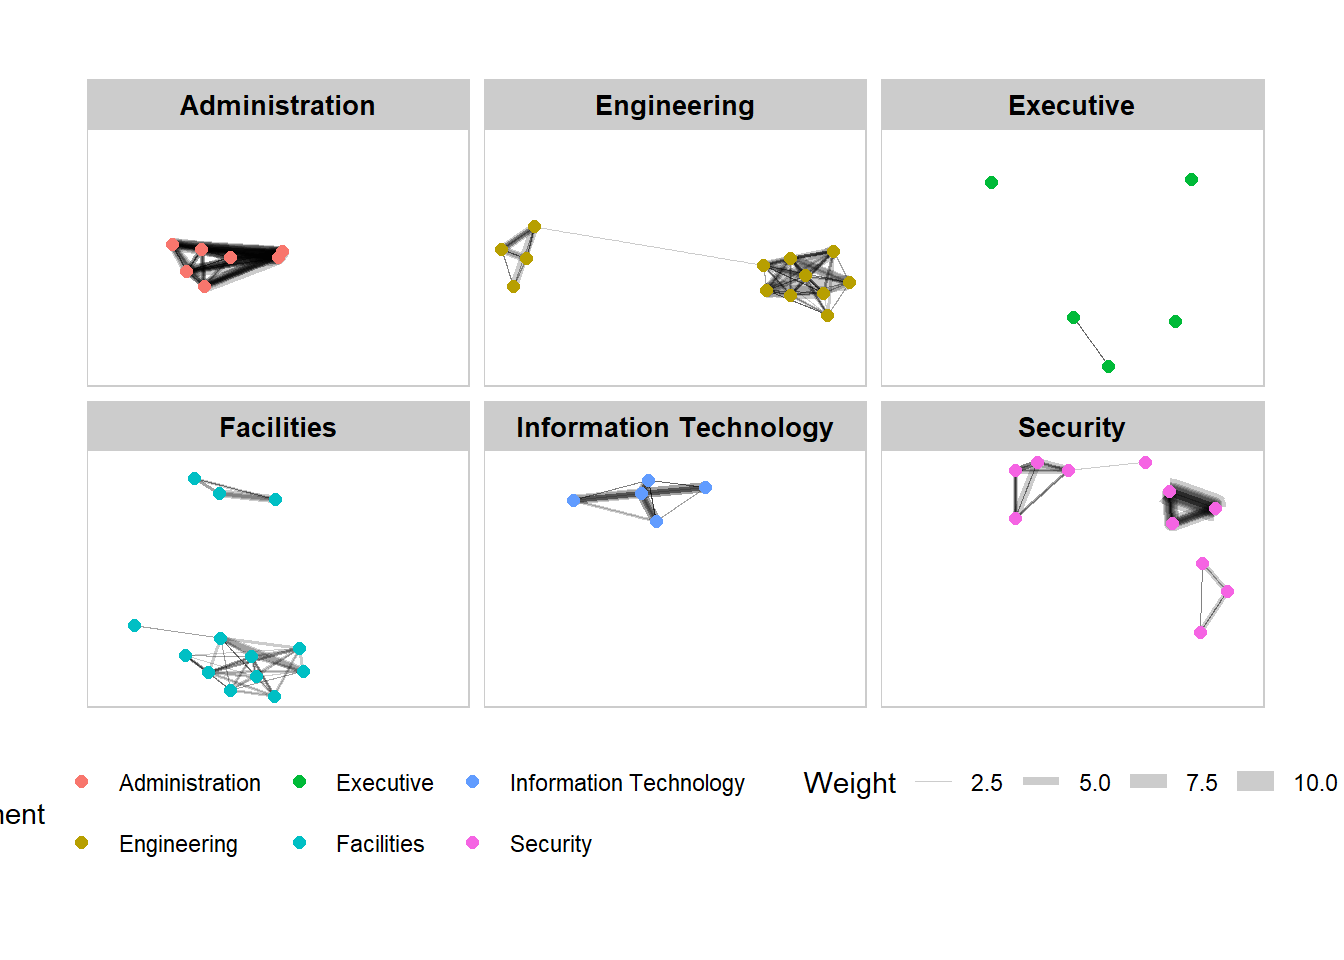 Administration Engineering Executive
Facilities Information Technology Security
Administration Executive Information Technology Weight 2.5 5.0 7.5 10.0
Engineering Facilities Security